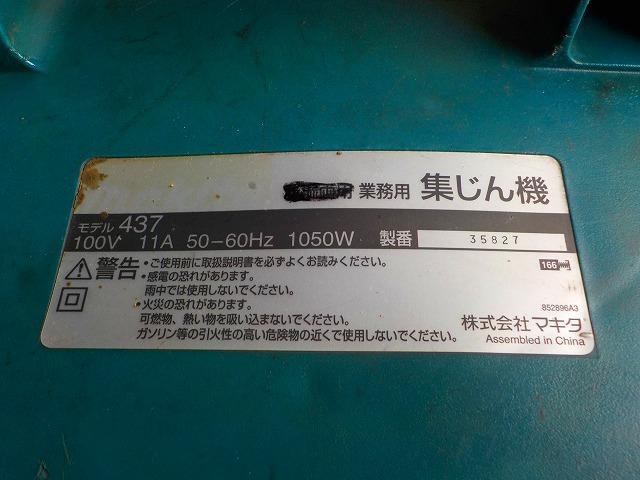 業務用 集じん機
モデル 437
100V 11A 50-60Hz 1050W 製番 35827
警告 ・ご使用前に取扱説明書を必ずよくお読みください。
・感電の恐れがあります。
雨中では使用しないでください。
・火災の恐れがあります。
可燃物、熱い物を吸い込まないでください。
ガソリン等の引火性の高い危険物の近くで使用しないでください。
166
852896A3
株式会社 マキタ
Assembled in China